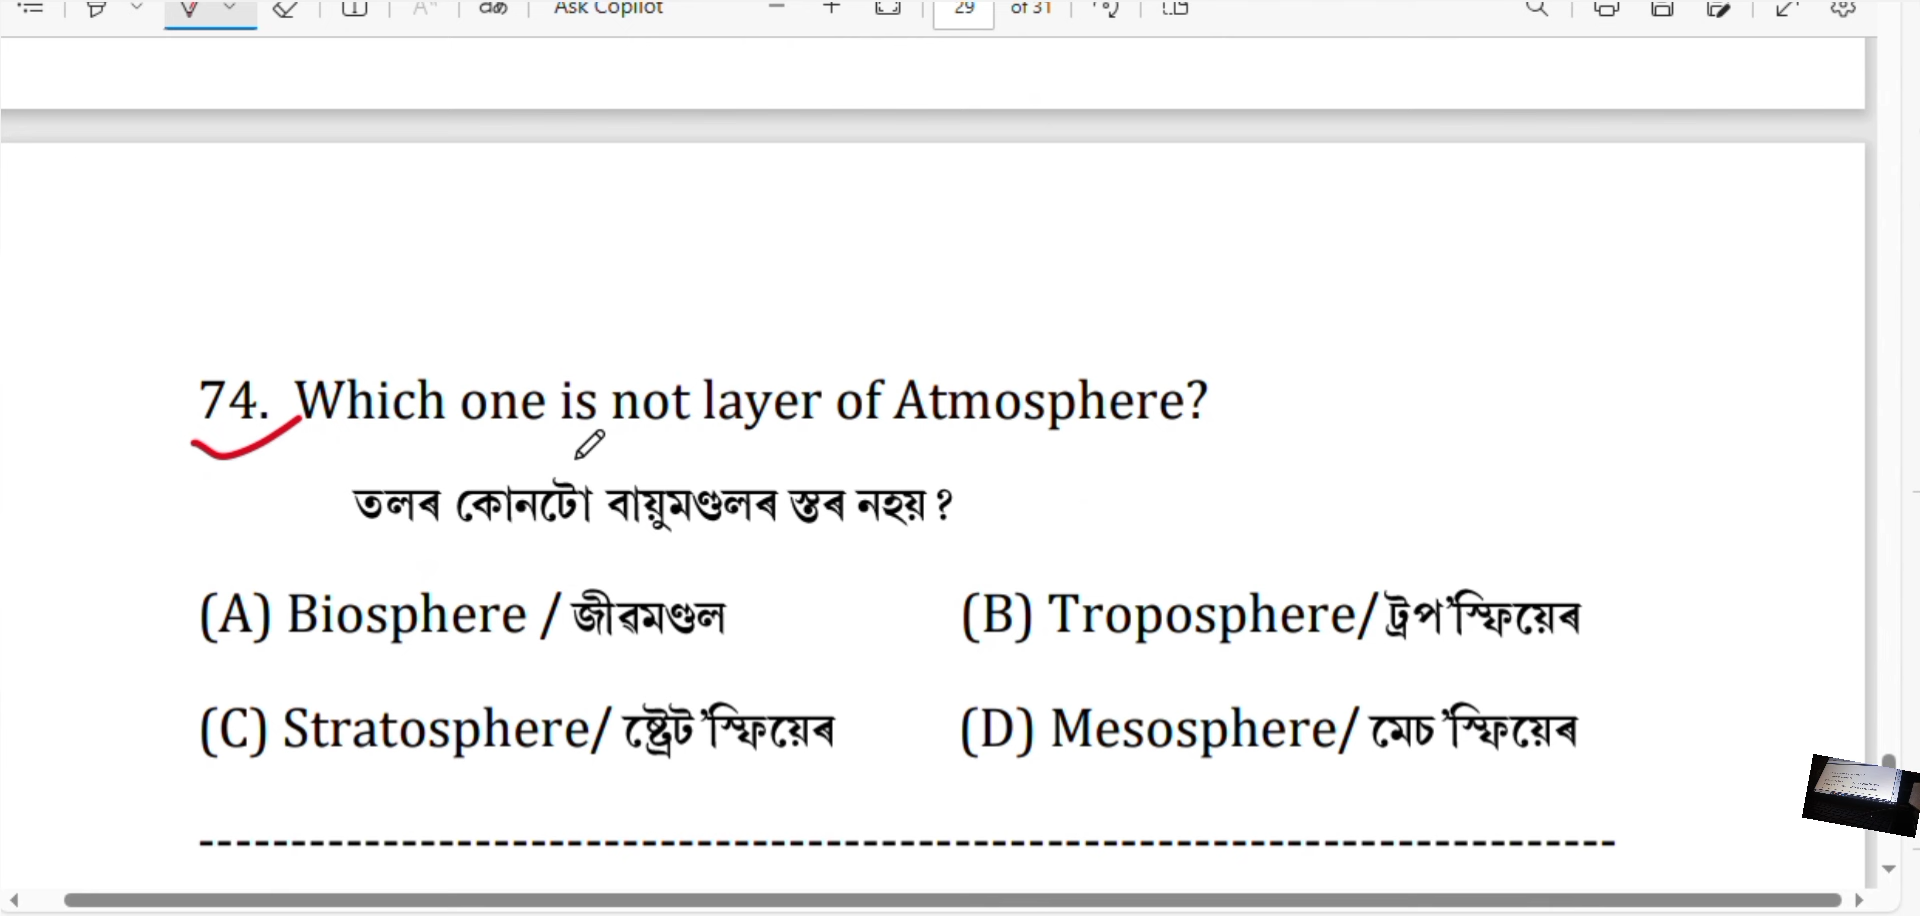 Ask Copilot
29 of 31
74. Which one is not layer of Atmosphere?
তলৰ কোনটো বায়ুমণ্ডলৰ স্তৰ নহয় ?
(A) Biosphere / জীৱমণ্ডল (B) Troposphere/ ট্ৰপ'স্ফিয়েৰ
(C) Stratosphere/ ষ্ট্ৰেট'স্ফিয়েৰ (D) Mesosphere/ মেচ'স্ফিয়েৰ